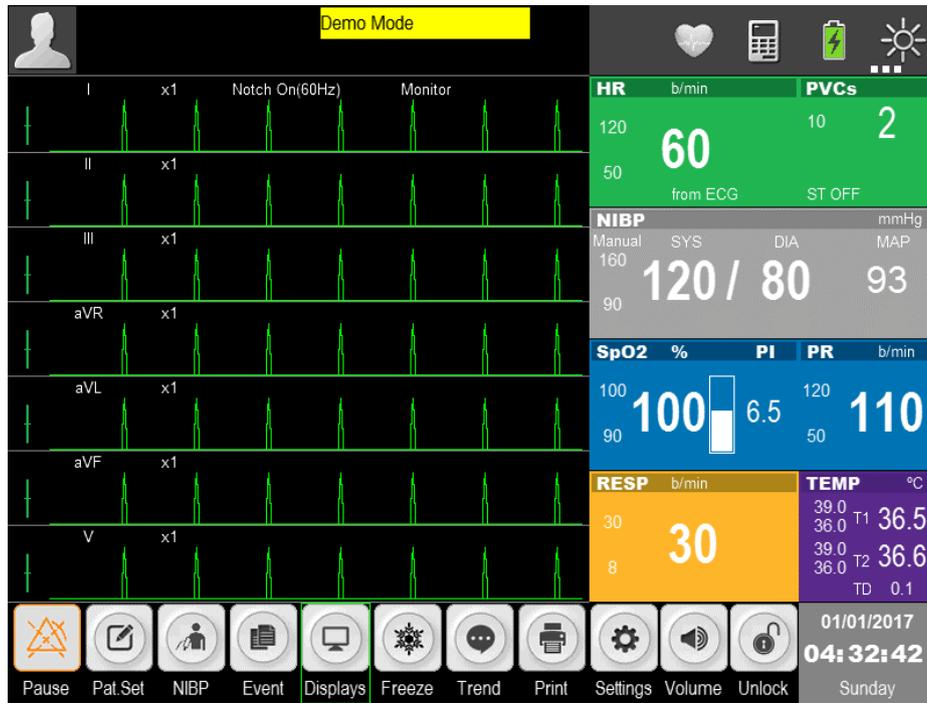 Demo Mode
I x1 Notch On(60Hz) Monitor
II x1
III x1
aVR x1
aVL x1
aVF x1
V x1
HR b/min
120
60
50
from ECG
PVCs
10 2
ST OFF
NIBP mmHg
Manual SYS DIA MAP
160
120 / 80 93
90
SpO2 % PI
100
100 6.5
90
PR b/min
120
110
50
RESP b/min
30
30
8
TEMP °C
39.0
36.0 T1 36.5
39.0
36.0 T2 36.6
TD 0.1
Pause Pat.Set NIBP Event Displays Freeze Trend Print Settings Volume Unlock
01/01/2017
04:32:42
Sunday